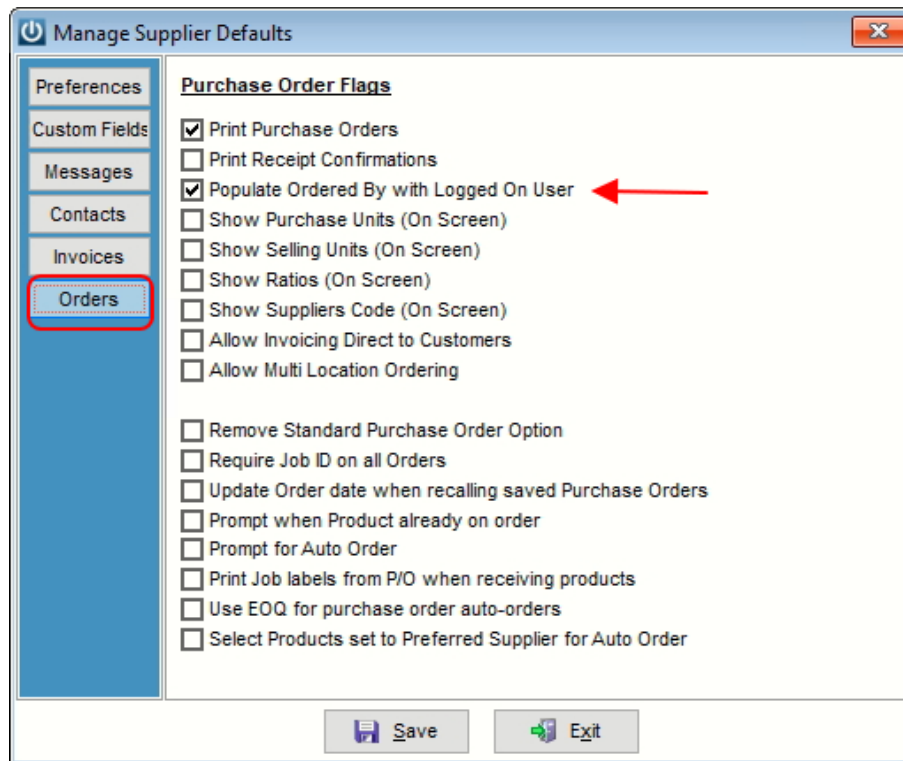 Manage Supplier Defaults
Preferences
Custom Fields
Messages
Contacts
Invoices
Orders
Purchase Order Flags
Print Purchase Orders
Print Receipt Confirmations
Populate Ordered By with Logged On User
Show Purchase Units (On Screen)
Show Selling Units (On Screen)
Show Ratios (On Screen)
Show Suppliers Code (On Screen)
Allow Invoicing Direct to Customers
Allow Multi Location Ordering
Remove Standard Purchase Order Option
Require Job ID on all Orders
Update Order date when recalling saved Purchase Orders
Prompt when Product already on order
Prompt for Auto Order
Print Job labels from P/O when receiving products
Use EOQ for purchase order auto-orders
Select Products set to Preferred Supplier for Auto Order
Save
Exit